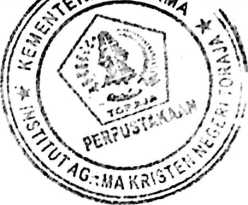 ★ KEMENTE MA ★
TORAJA
PERPUSTAKAAN
INSTITUT AGAMA KRISTEN NEGERI TORAJA